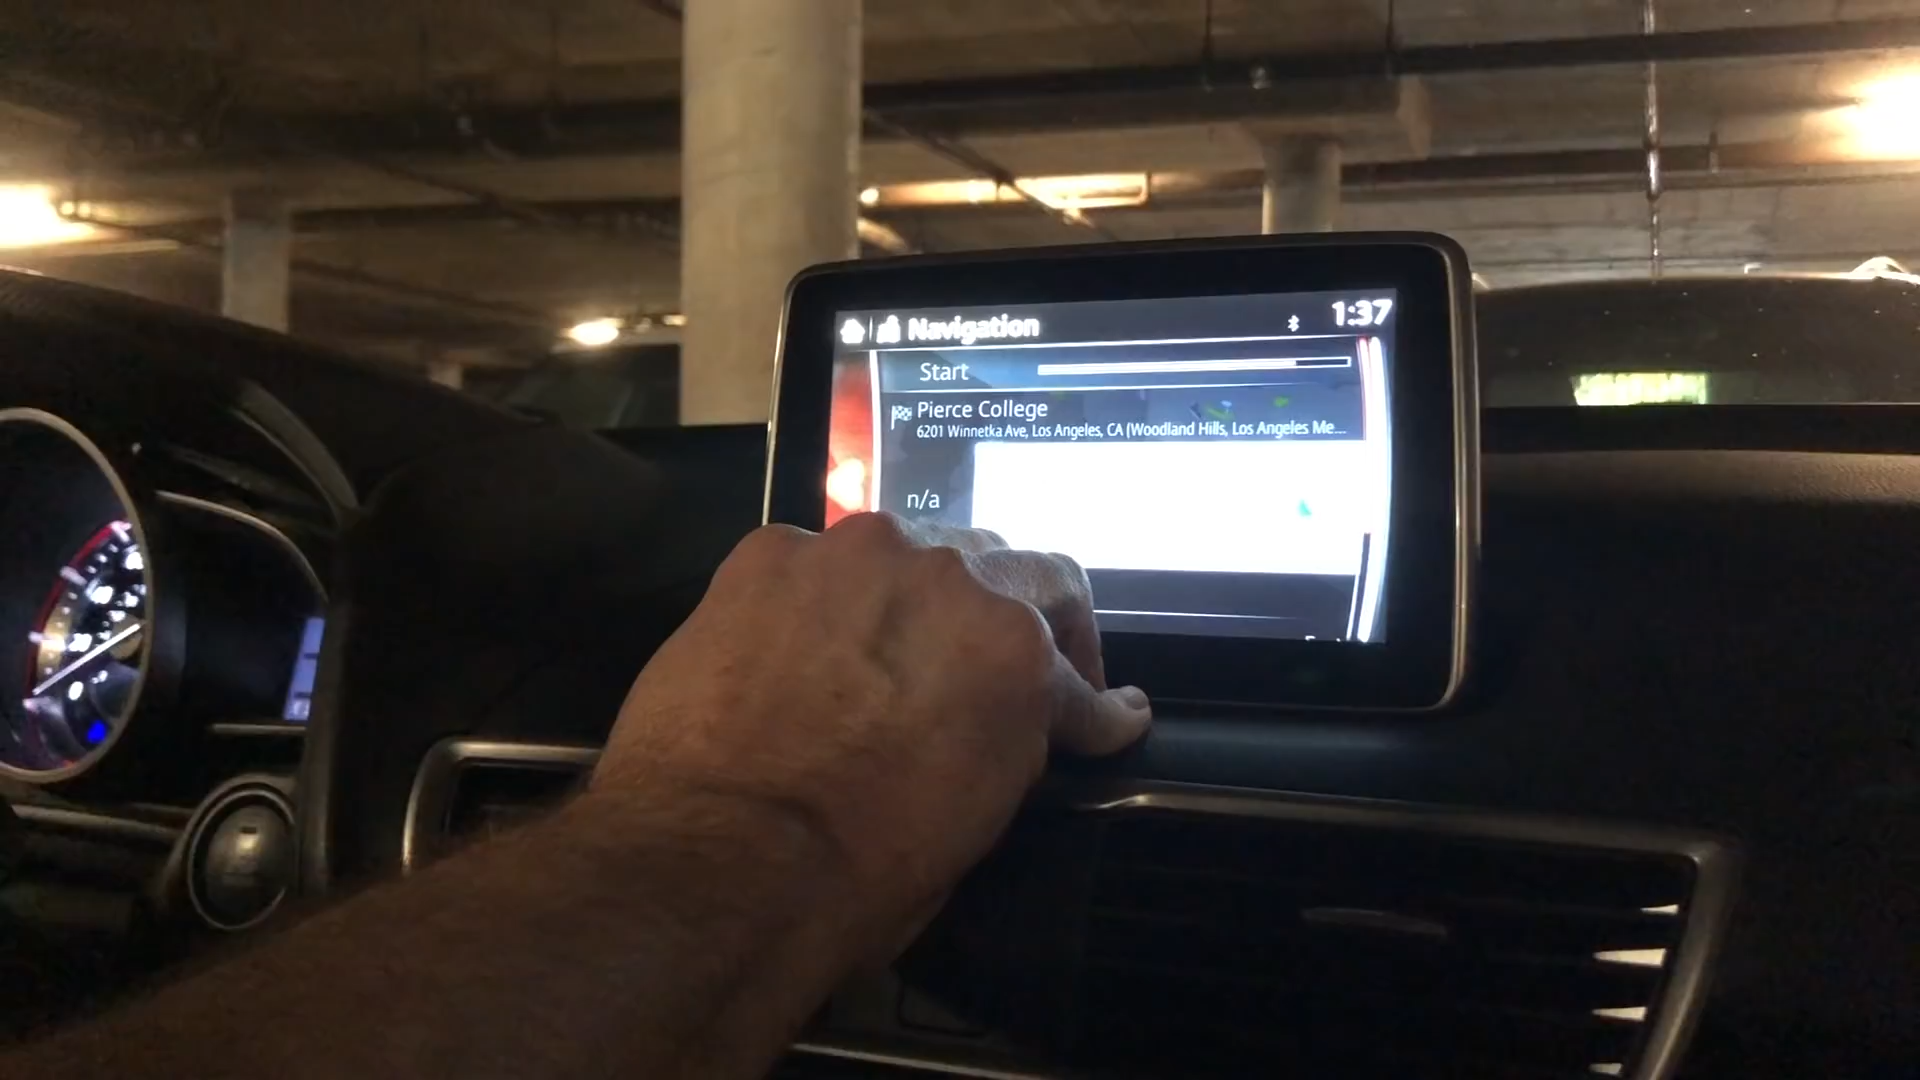 Navigation
1:37
Start
Pierce College
6201 Winnetka Ave, Los Angeles, CA (Woodland Hills, Los Angeles Me...
n/a